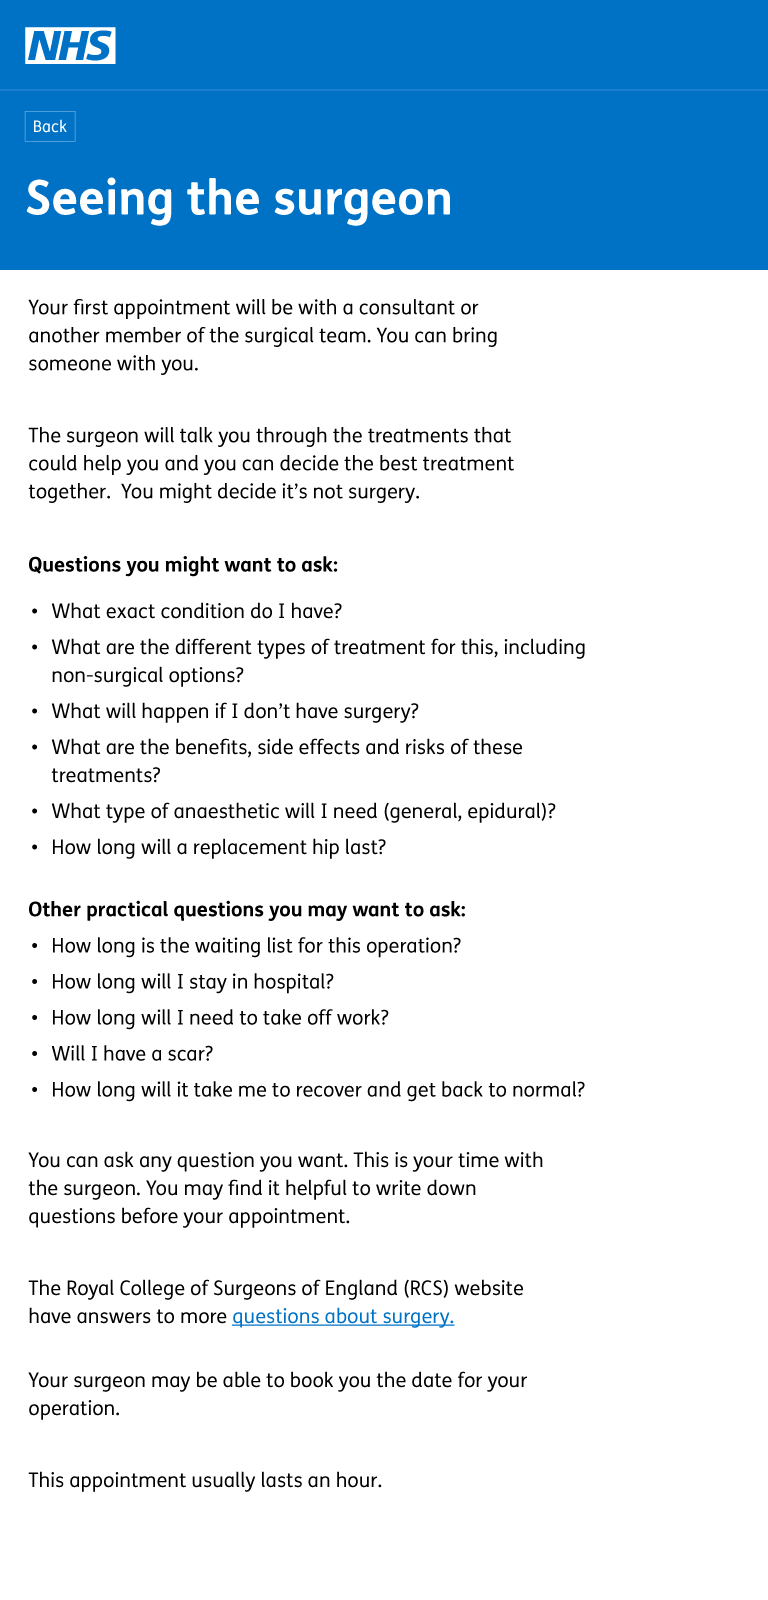 NHS
Back
Seeing the surgeon
Your first appointment will be with a consultant or
another member of the surgical team. You can bring
someone with you.
The surgeon will talk you through the treatments that
could help you and you can decide the best treatment
together.  You might decide it’s not surgery.
Questions you might want to ask:
• What exact condition do I have?
• What are the different types of treatment for this, including
non-surgical options?
• What will happen if I don’t have surgery?
• What are the benefits, side effects and risks of these
treatments?
• What type of anaesthetic will I need (general, epidural)?
• How long will a replacement hip last?
Other practical questions you may want to ask:
• How long is the waiting list for this operation?
• How long will I stay in hospital?
• How long will I need to take off work?
• Will I have a scar?
• How long will it take me to recover and get back to normal?
You can ask any question you want. This is your time with
the surgeon. You may find it helpful to write down
questions before your appointment.
The Royal College of Surgeons of England (RCS) website
have answers to more questions about surgery.
Your surgeon may be able to book you the date for your
operation.
This appointment usually lasts an hour.